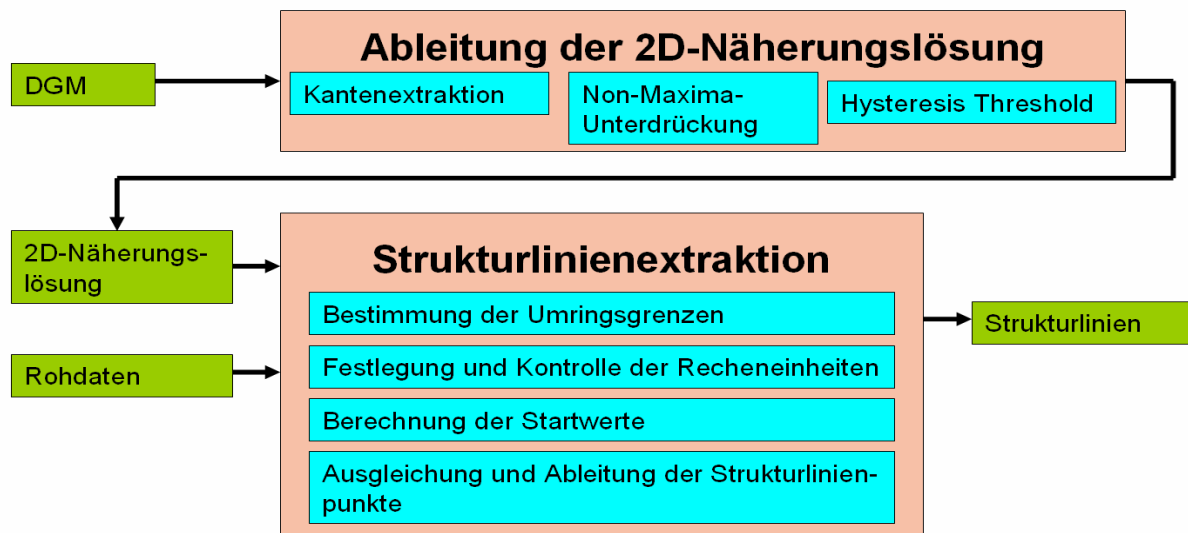 Ableitung der 2D-Näherungslösung
DGM
Kantenextraktion
Non-Maxima-
Unterdrückung
Hysteresis Threshold
2D-Näherungs-
lösung
Strukturlinienextraktion
Bestimmung der Umringsgrenzen
Strukturlinien
Rohdaten
Festlegung und Kontrolle der Recheneinheiten
Berechnung der Startwerte
Ausgleichung und Ableitung der Strukturlinien-
punkte